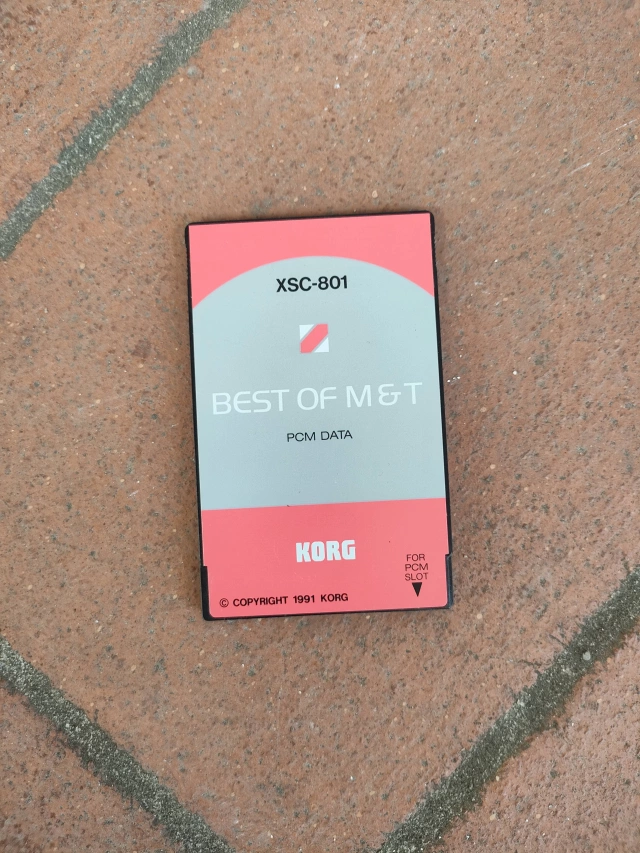 XSC-801
BEST OF M&T
PCM DATA
KORG
FOR
PCM
SLOT
© COPYRIGHT 1991 KORG